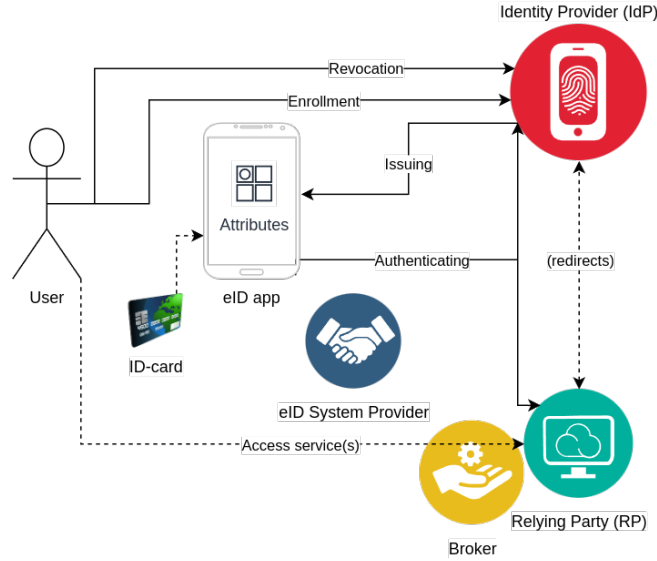 Identity Provider (IdP)
Revocation
Enrollment
Issuing
Attributes
Authenticating
(redirects)
User
eID app
ID-card
eID System Provider
Access service(s)
Relying Party (RP)
Broker